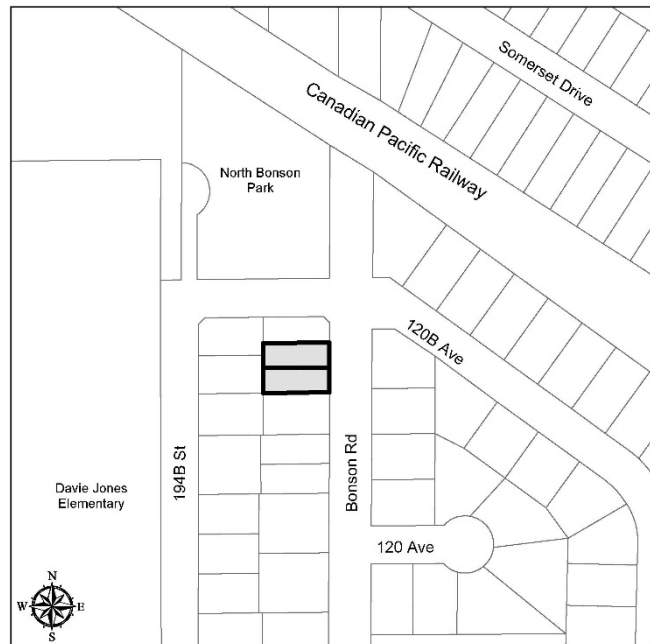 Somerset Drive
Canadian Pacific Railway
North Bonson
Park
120B Ave
194B St
Bonson Rd
Davie Jones
Elementary
120 Ave
N
W
E
S